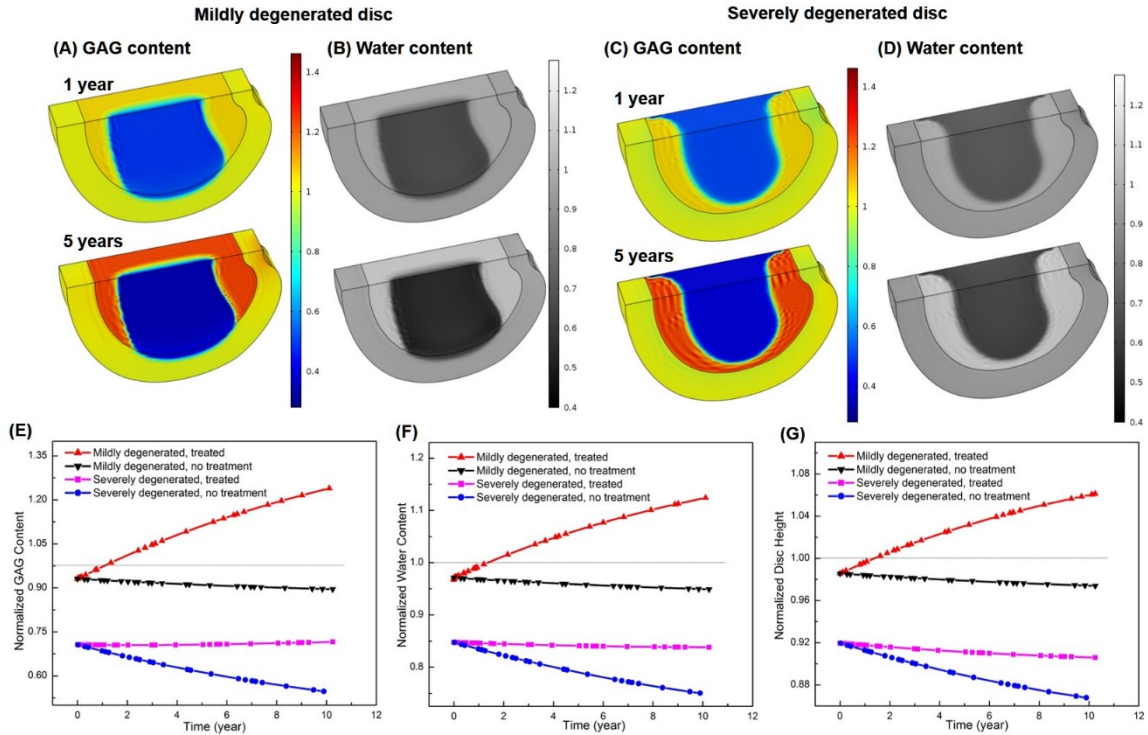 Mildly degenerated disc
Severely degenerated disc
(A) GAG content
(B) Water content
(C) GAG content
(D) Water content
1 year
1.4
1.2
1
0.8
0.6
0.4
1.2
1.1
1
0.9
0.8
0.7
0.6
0.5
0.4
1 year
1.4
1.2
1
0.8
0.6
0.4
1.2
1.1
1
0.9
0.8
0.7
0.6
0.5
0.4
5 years
5 years
(E)
Mildly degenerated, treated
Mildly degenerated, no treatment
Severely degenerated, treated
Severely degenerated, no treatment
Normalized GAG Content
1.35
1.20
1.05
0.90
0.75
0.60
0 2 4 6 8 10 12
Time (year)
(F)
Mildly degenerated, treated
Mildly degenerated, no treatment
Severely degenerated, treated
Severely degenerated, no treatment
Normalized Water Content
1.2
1.1
1.0
0.9
0.8
0 2 4 6 8 10 12
Time (year)
(G)
Mildly degenerated, treated
Mildly degenerated, no treatment
Severely degenerated, treated
Severely degenerated, no treatment
Normalized Disc Height
1.08
1.04
1.00
0.96
0.92
0.88
0 2 4 6 8 10 12
Time (year)